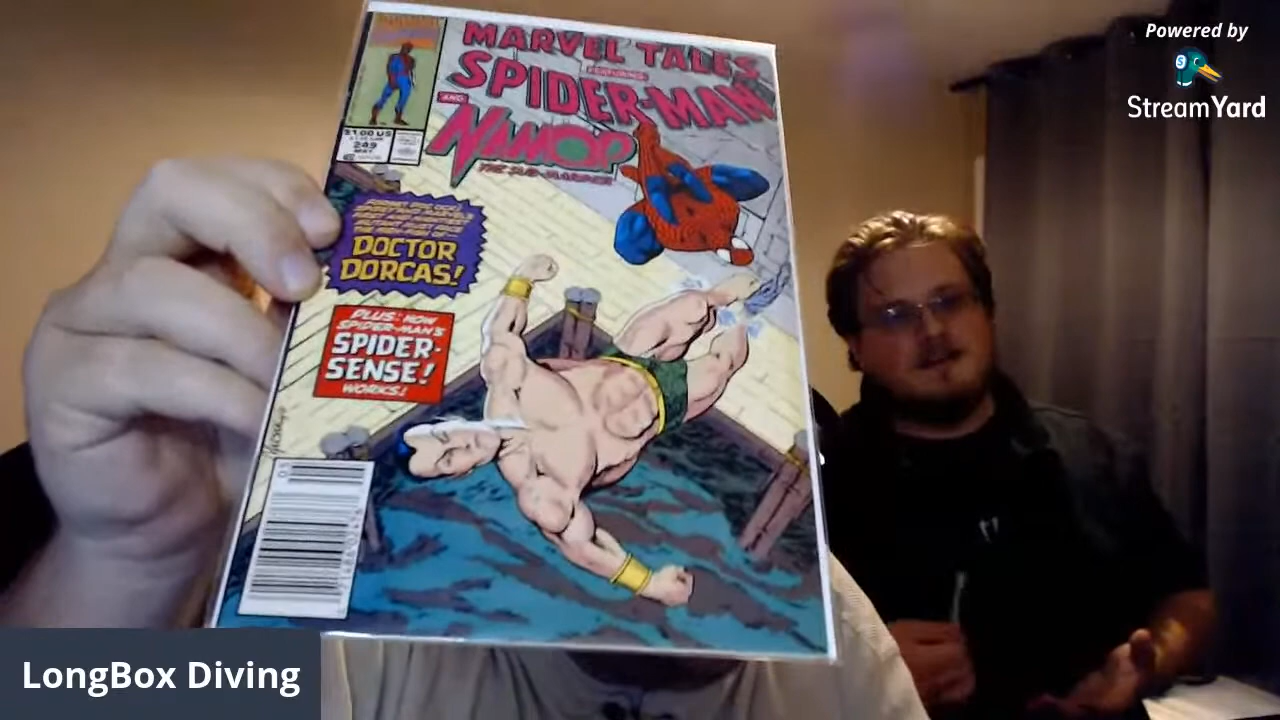 Powered by
StreamYard
MARVEL TALES
FEATURING
SPIDER-MAN
AND
NAMOR
THE SUB-MARINER
$1.00 US
249
MAY
DOCTOR
DORCAS!
PLUS: HOW
SPIDER-MAN'S
SPIDER-
SENSE!
WORKS!
LongBox Diving